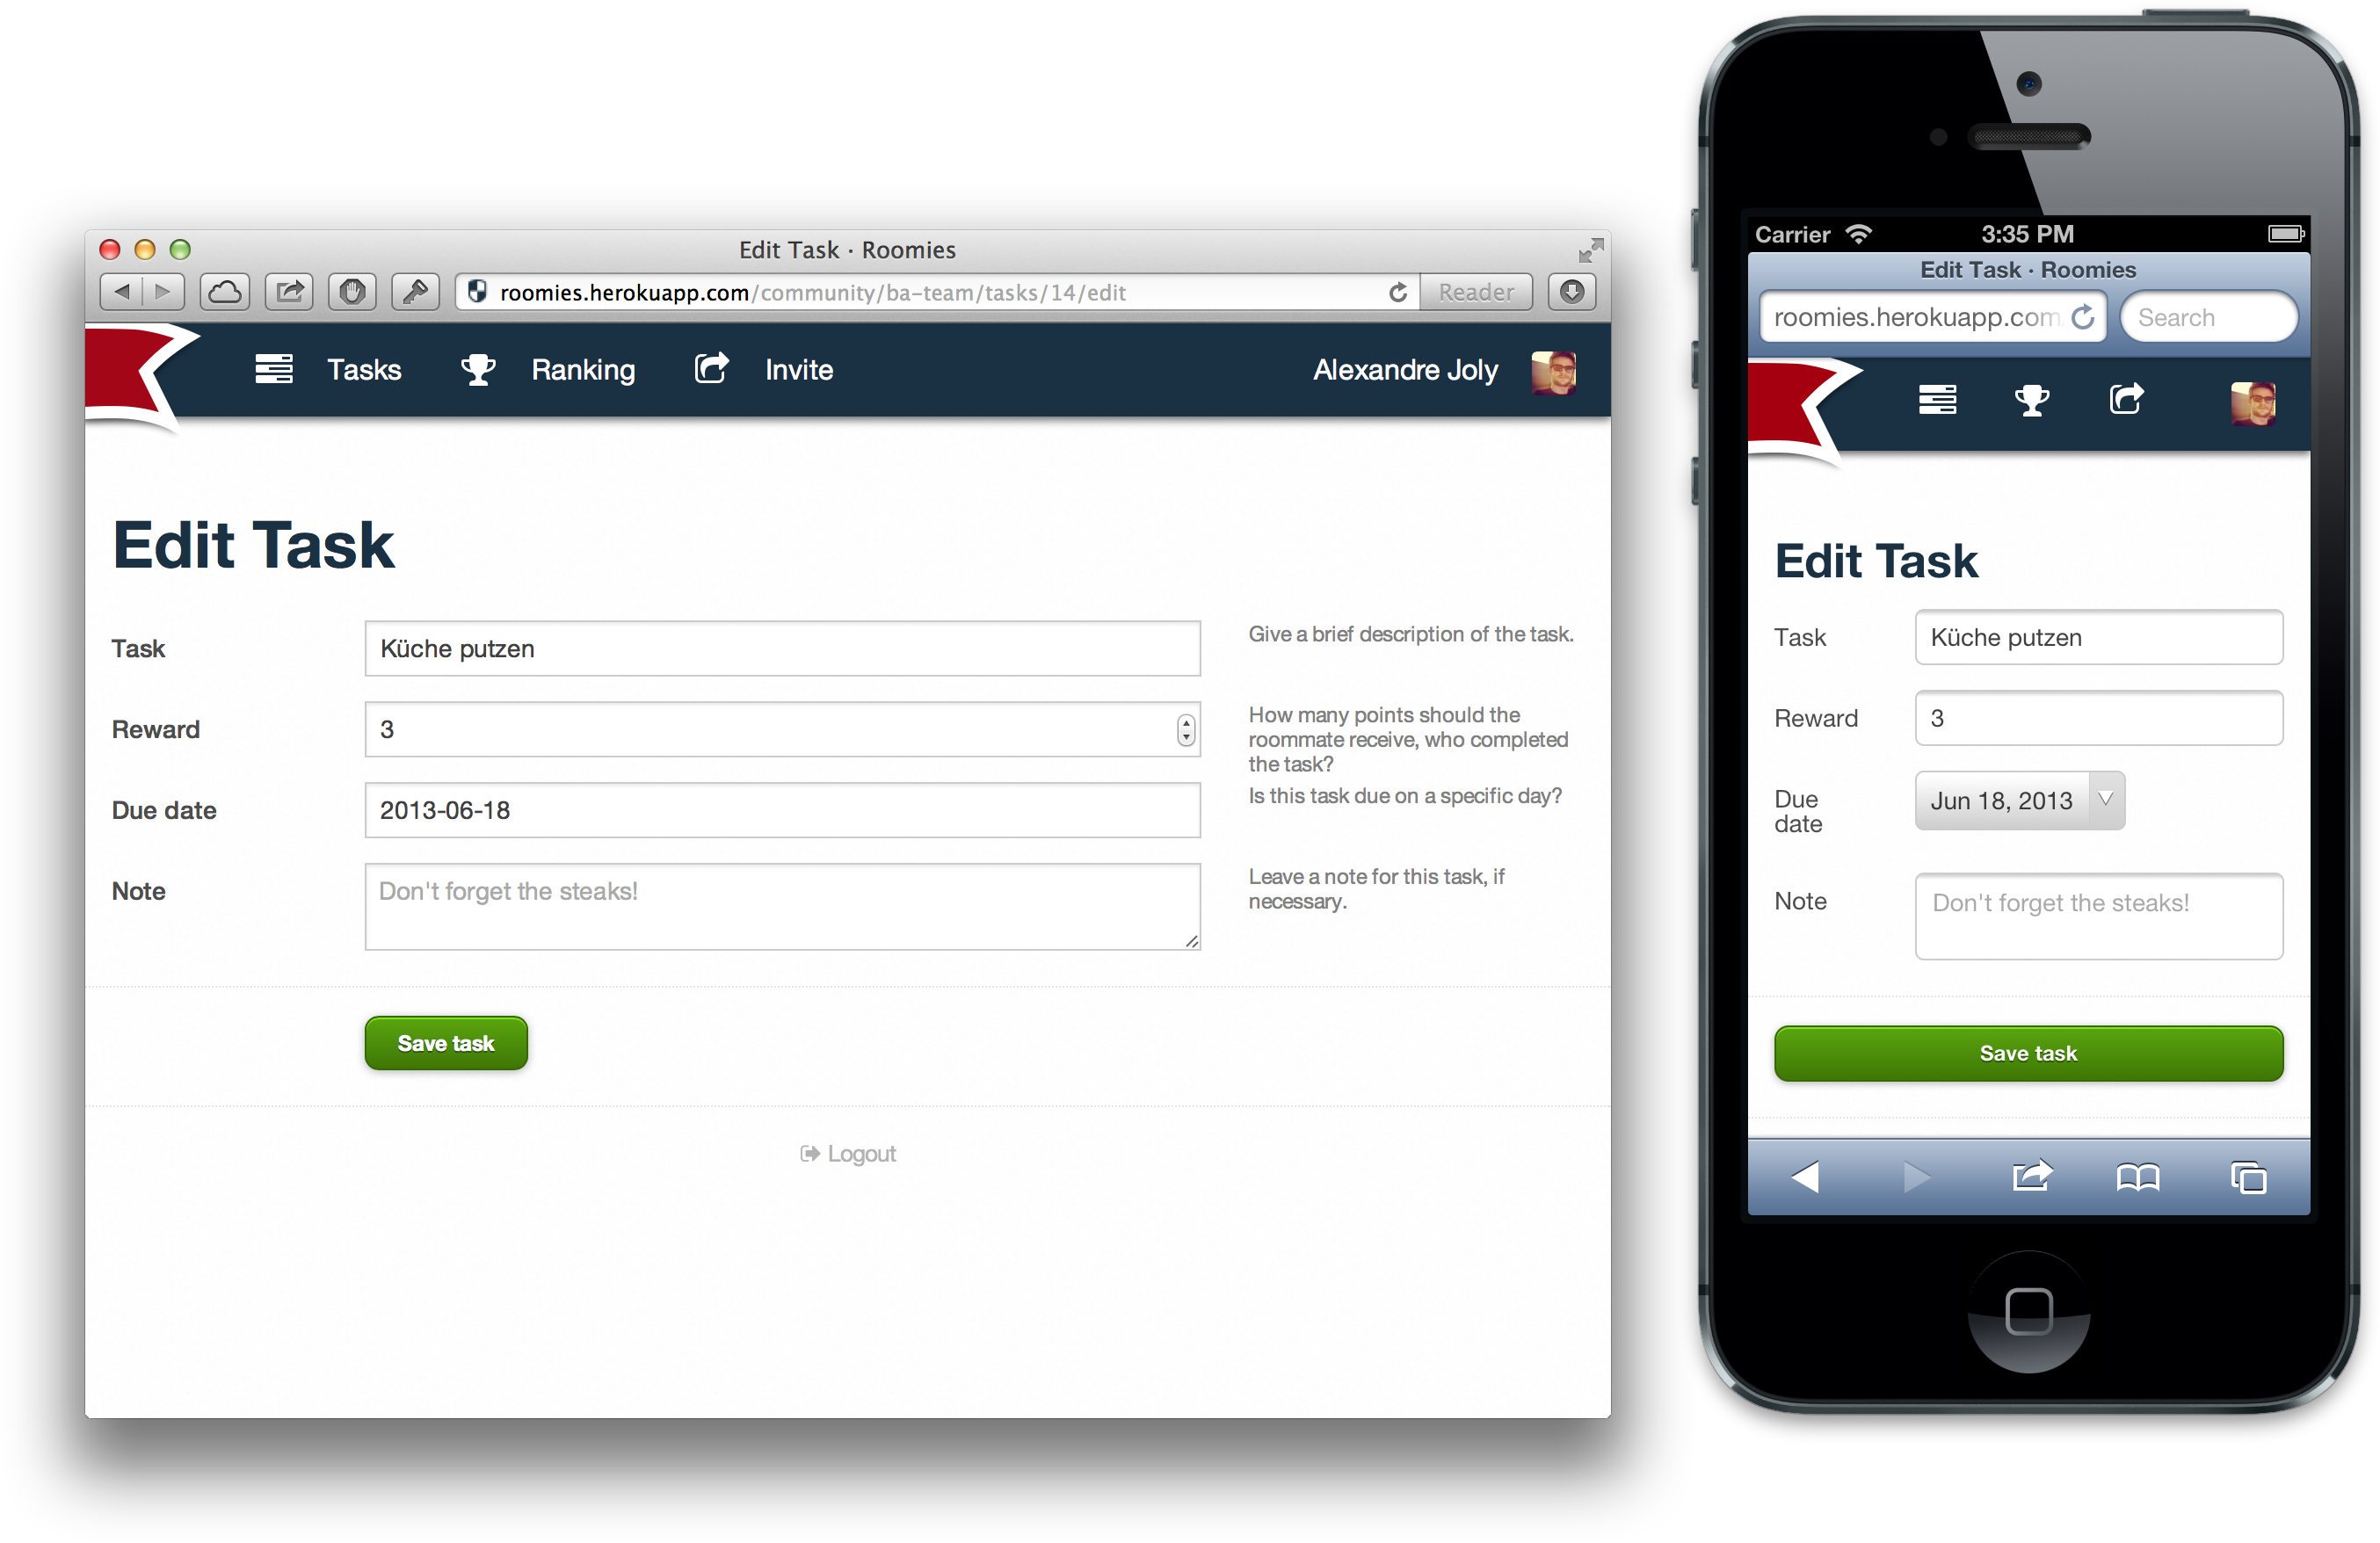 Edit Task · Roomies
roomies.herokuapp.com/community/ba-team/tasks/14/edit
Reader
Tasks
Ranking
Invite
Alexandre Joly
Edit Task
Task
Küche putzen
Give a brief description of the task.
Reward
3
How many points should the
roommate receive, who completed
the task?
Due date
2013-06-18
Is this task due on a specific day?
Note
Don't forget the steaks!
Leave a note for this task, if
necessary.
Save task
Logout
Carrier
3:35 PM
Edit Task · Roomies
roomies.herokuapp.com
Search
Edit Task
Task
Küche putzen
Reward
3
Due
date
Jun 18, 2013
Note
Don't forget the steaks!
Save task